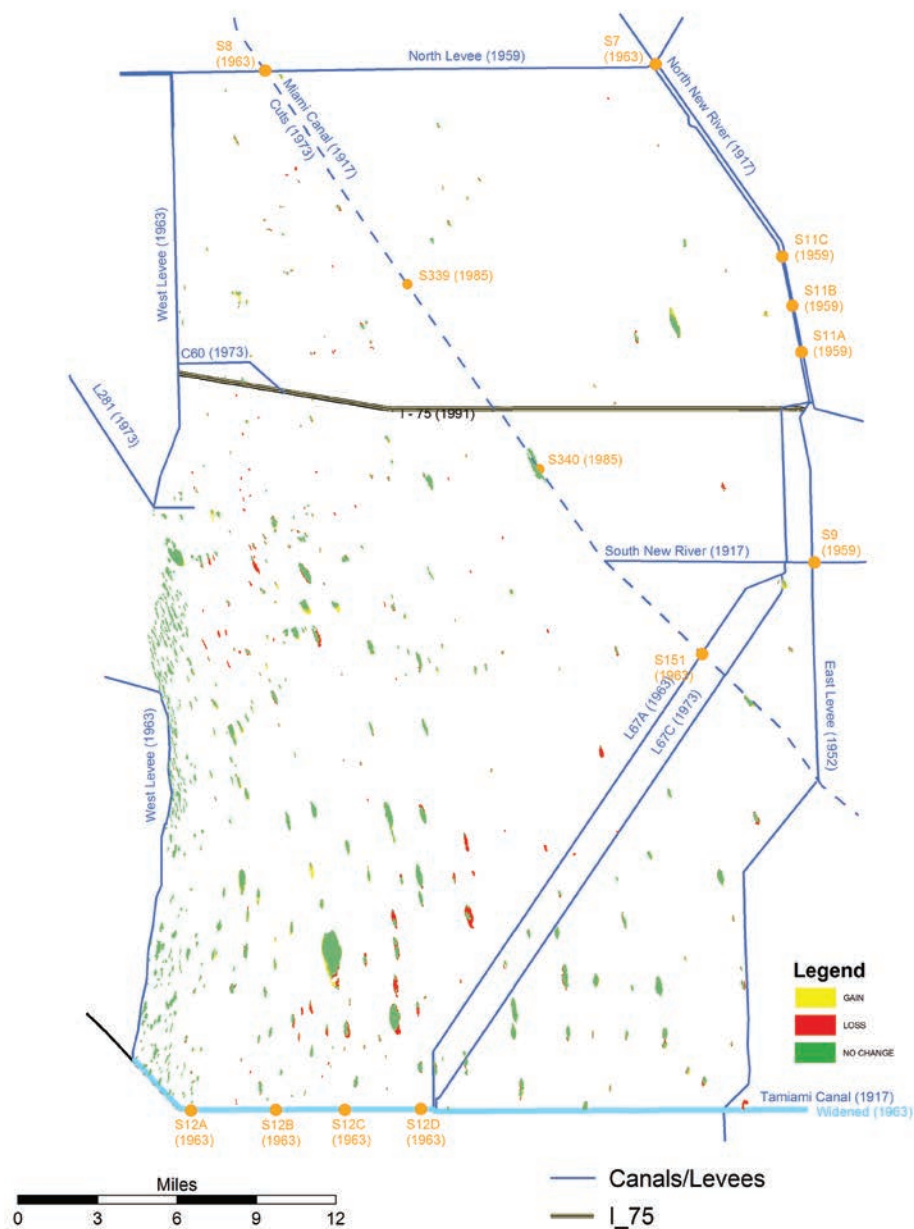 S8
(1963)
North Levee (1959)
S7
(1963)
North New River (1917)
Miami Canal (1917)
Cuts (1973)
West Levee (1963)
S339 (1985)
S11C
(1959)
S11B
(1959)
S11A
(1959)
C60 (1973)
L281 (1973)
I - 75 (1991)
S340 (1985)
South New River (1917)
S9
(1959)
S151
(1963)
L67A (1963)
L67C (1973)
East Levee (1952)
West Levee (1963)
Legend
GAIN
LOSS
NO CHANGE
Tamiami Canal (1917)
Widened (1963)
S12A
(1963)
S12B
(1963)
S12C
(1963)
S12D
(1963)
Miles
0 3 6 9 12
Canals/Levees
I_75